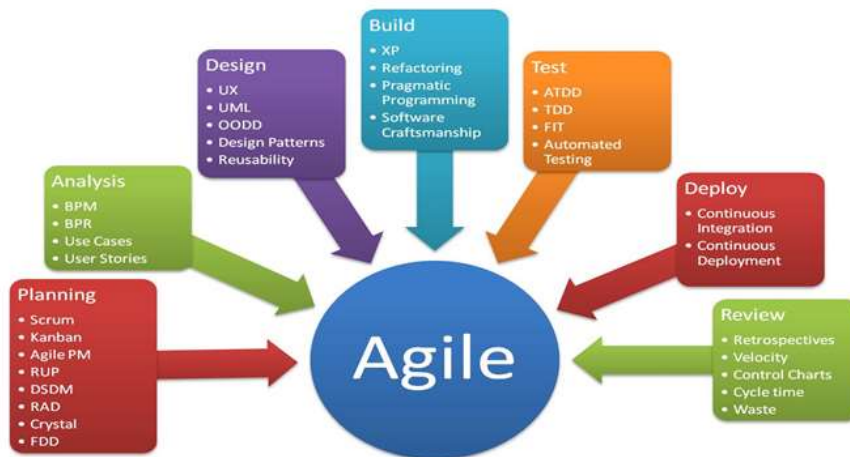 Planning
• Scrum
• Kanban
• Agile PM
• RUP
• DSDM
• RAD
• Crystal
• FDD
Analysis
• BPM
• BPR
• Use Cases
• User Stories
Design
• UX
• UML
• OODD
• Design Patterns
• Reusability
Build
• XP
• Refactoring
• Pragmatic
Programming
• Software
Craftsmanship
Test
• ATDD
• TDD
• FIT
• Automated
Testing
Deploy
• Continuous
Integration
• Continuous
Deployment
Review
• Retrospectives
• Velocity
• Control Charts
• Cycle time
• Waste
Agile